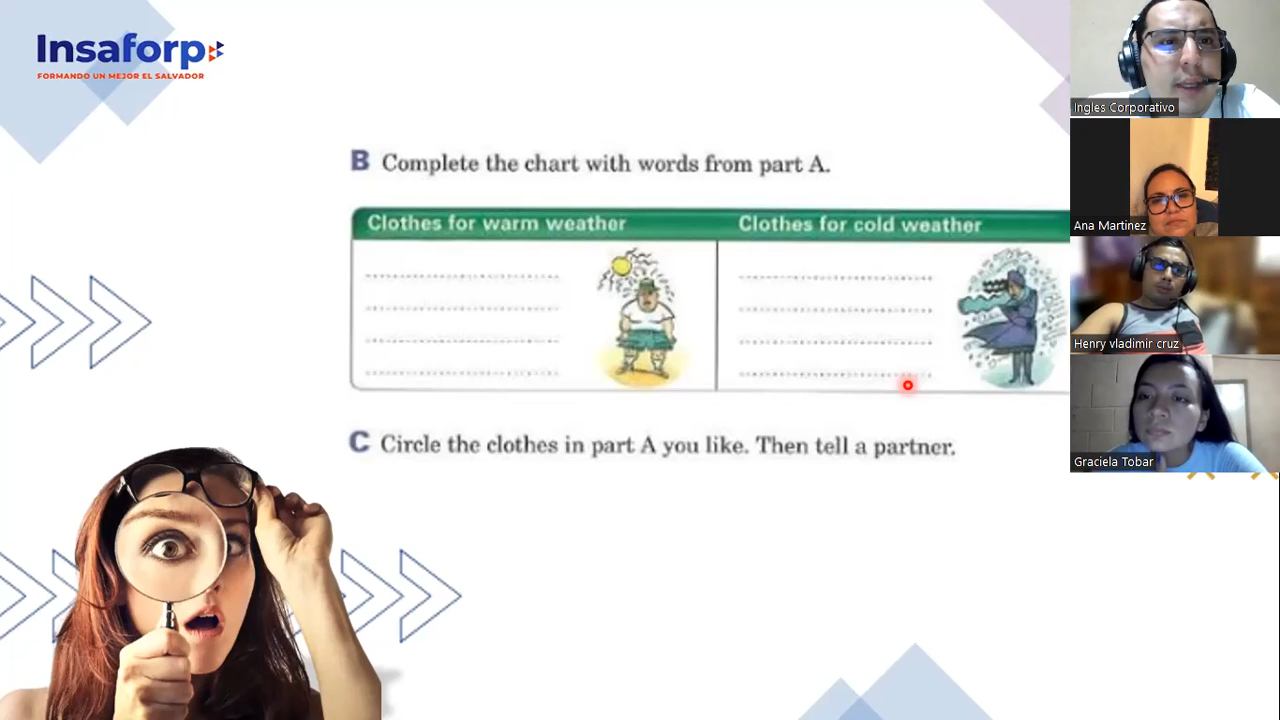 Insaforp
FORMANDO UN MEJOR EL SALVADOR
B Complete the chart with words from part A.
Clothes for warm weather
Clothes for cold weather
C Circle the clothes in part A you like. Then tell a partner.
Ingles Corporativo
Ana Martinez
Henry vladimir cruz
Graciela Tobar